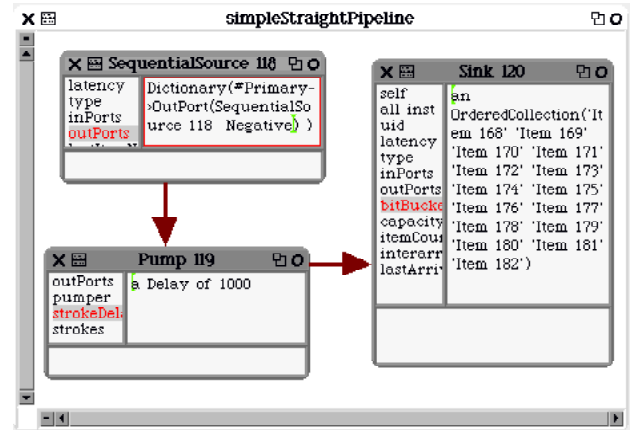 simpleStraightPipeline
SequentialSource 118
latency
type
inPorts
outPorts
Dictionary(#Primary-
>OutPort(SequentialSo
urce 118 Negative) )
Sink 120
self
all inst
uid
latency
type
inPorts
outPorts
bitBucke
capacity
itemCour
interarr
lastArri
an
OrderedCollection('It
em 168' 'Item 169'
'Item 170' 'Item 171'
'Item 172' 'Item 173'
'Item 174' 'Item 175'
'Item 176' 'Item 177'
'Item 178' 'Item 179'
'Item 180' 'Item 181'
'Item 182')
Pump 119
outPorts
pumper
strokeDela
strokes
a Delay of 1000